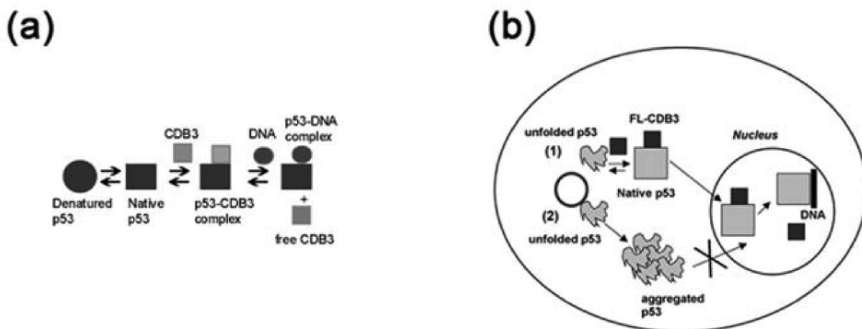 (a)
CDB3
DNA
p53-DNA
complex
Denatured
p53
Native
p53
p53-CDB3
complex
+
free CDB3
(b)
FL-CDB3
unfolded p53
(1)
Native p53
(2)
unfolded p53
aggregated
p53
Nucleus
DNA